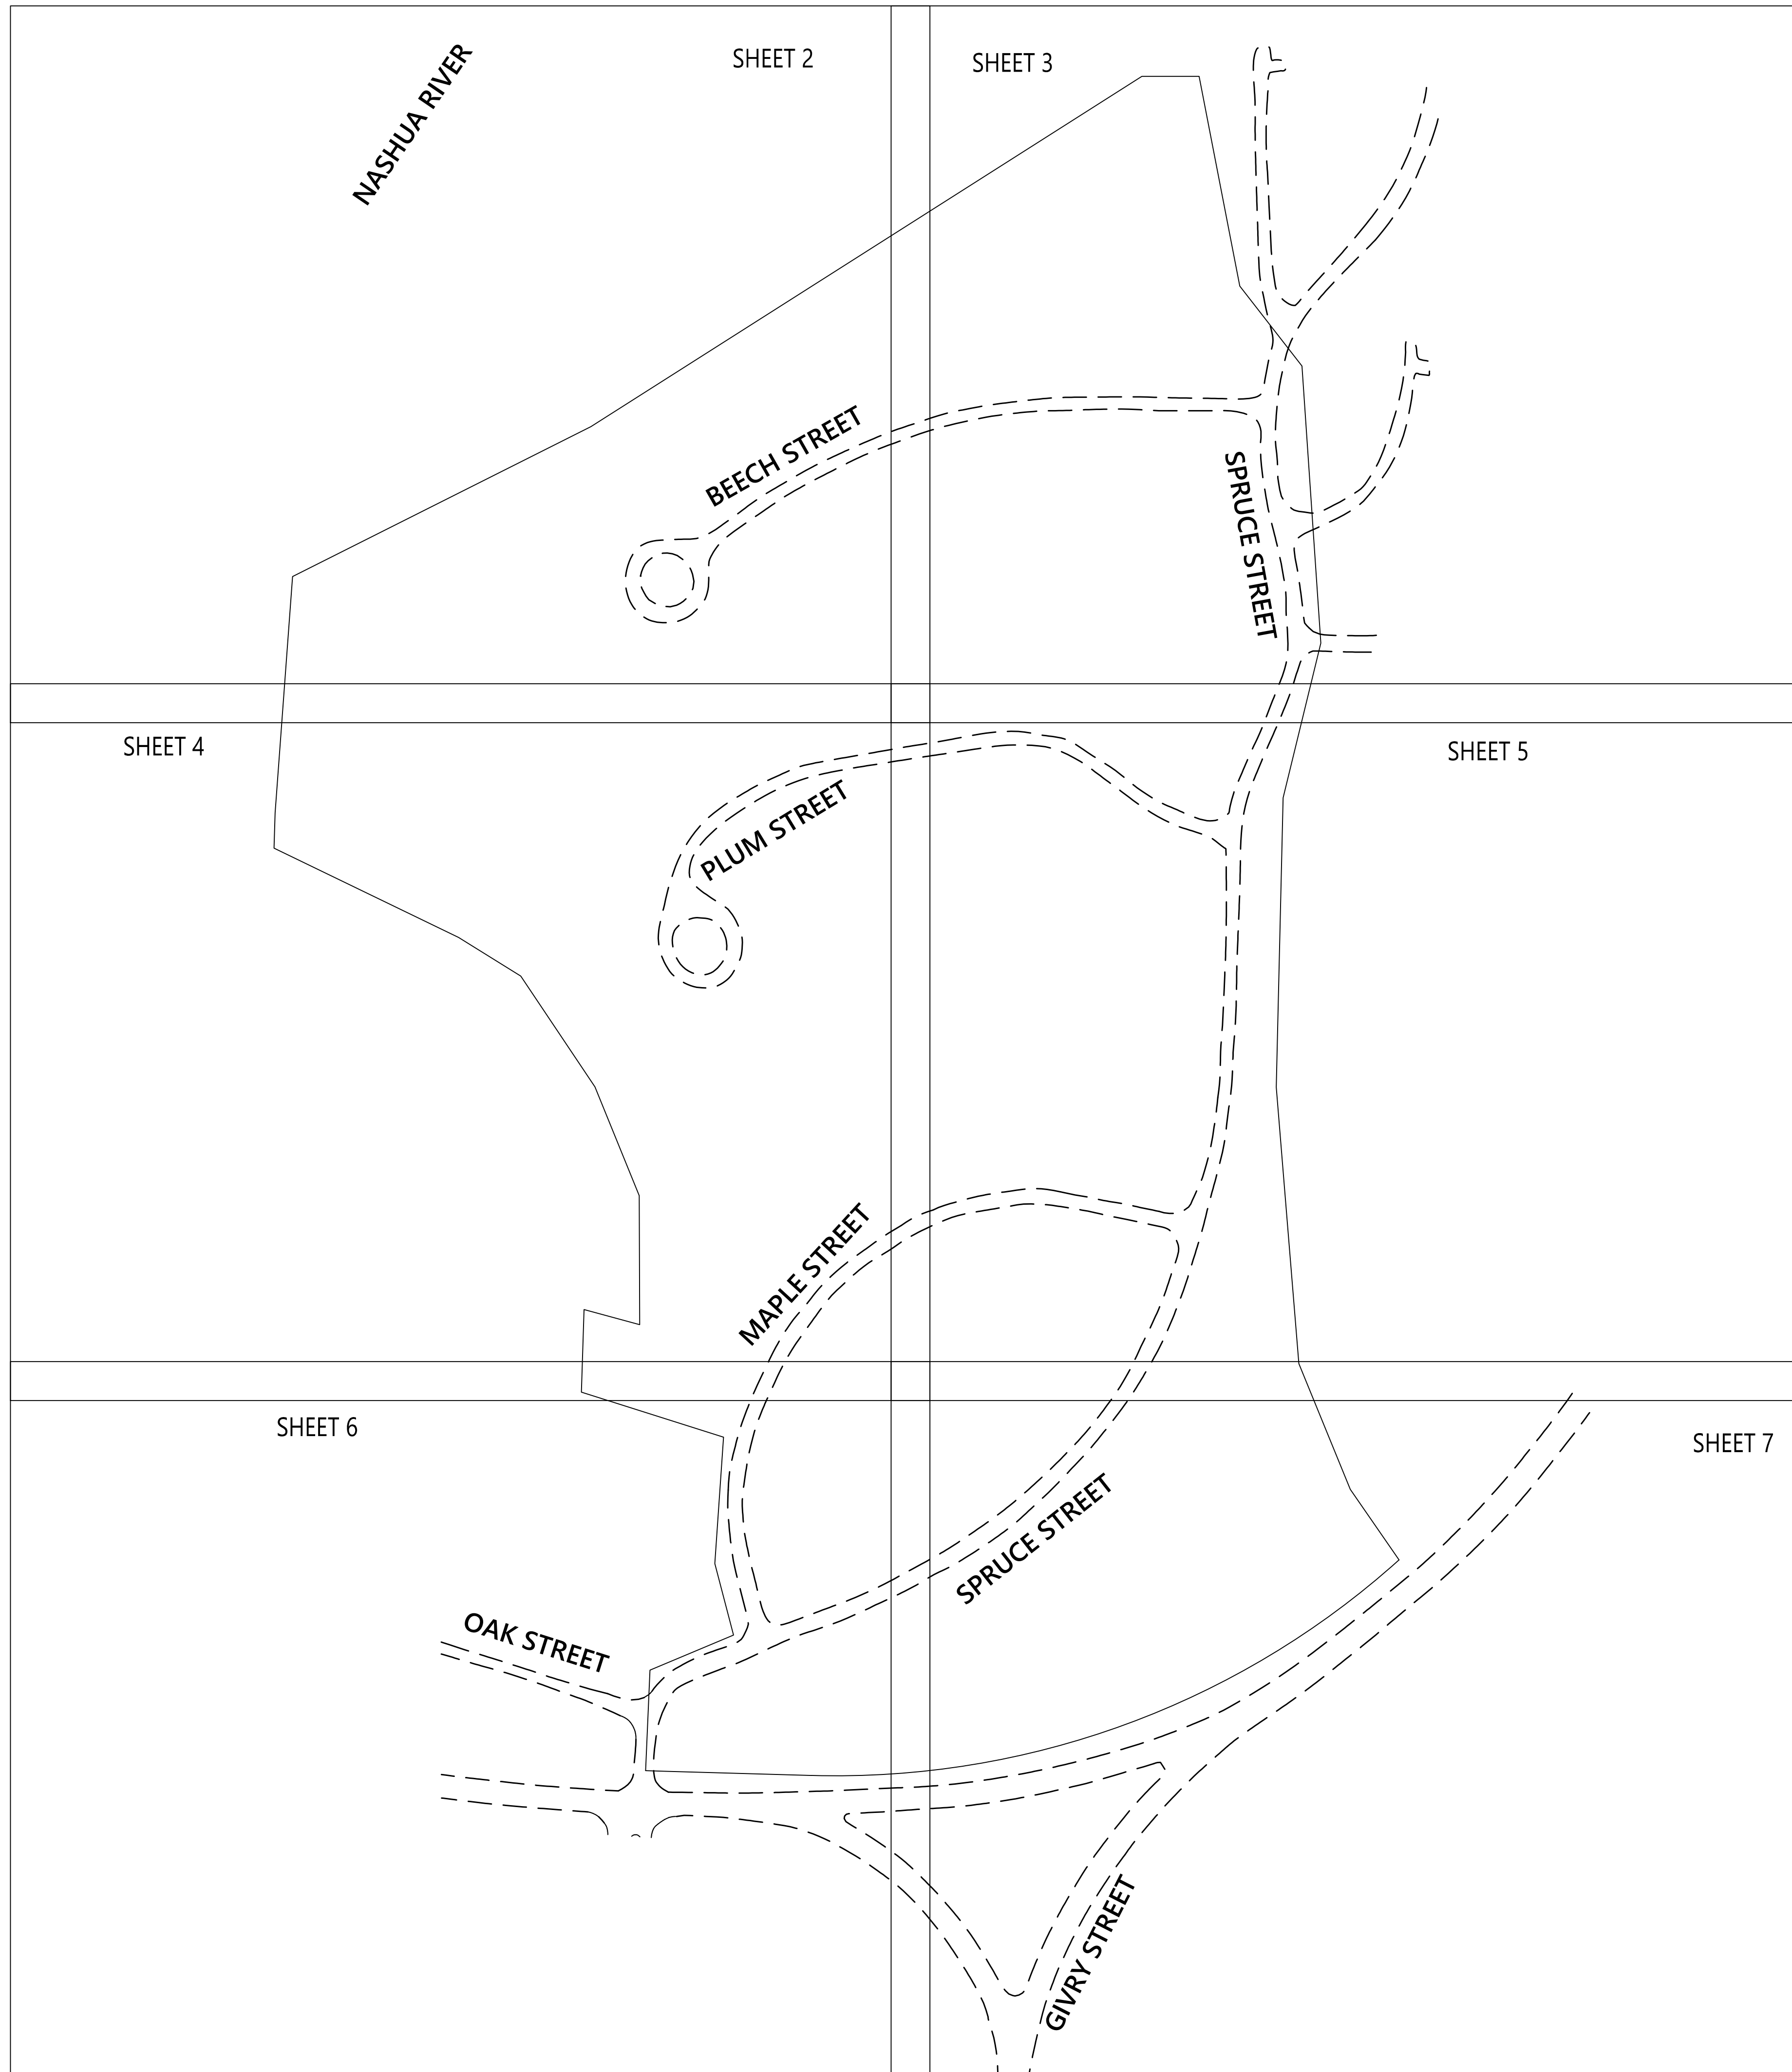 NASHUA RIVER
SHEET 2
SHEET 3
BEECH STREET
SPRUCE STREET
SHEET 4
SHEET 5
PLUM STREET
MAPLE STREET
SHEET 6
SHEET 7
SPRUCE STREET
OAK STREET
GIVRY STREET